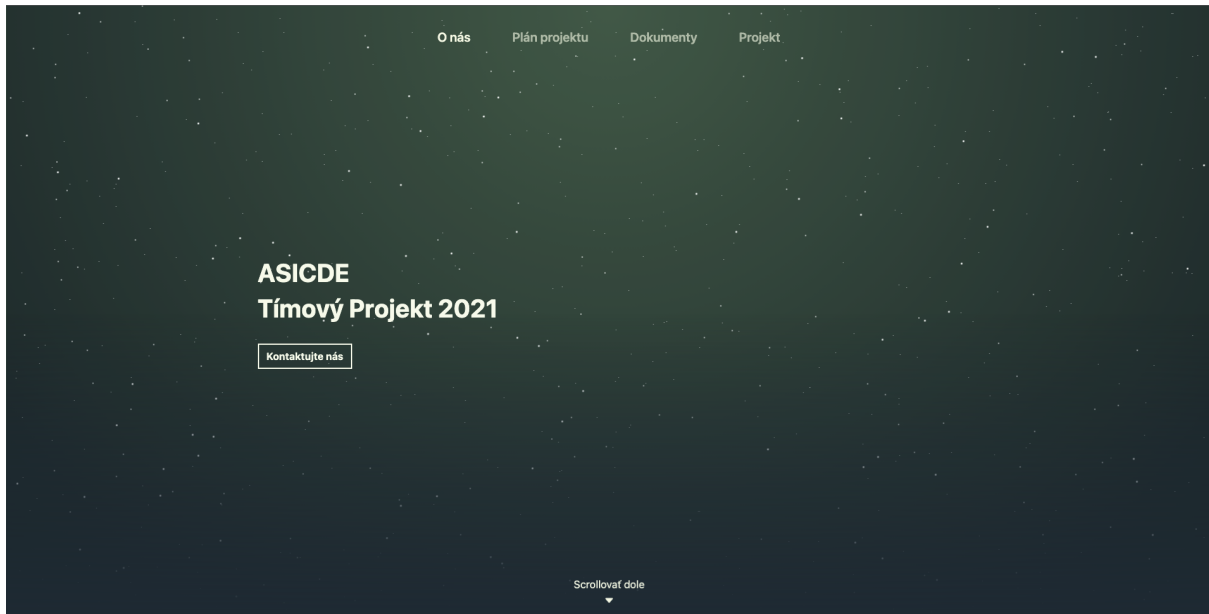 O nás Plán projektu Dokumenty Projekt
ASICDE
Tímový Projekt 2021
Kontaktujte nás
Scrollovať dole